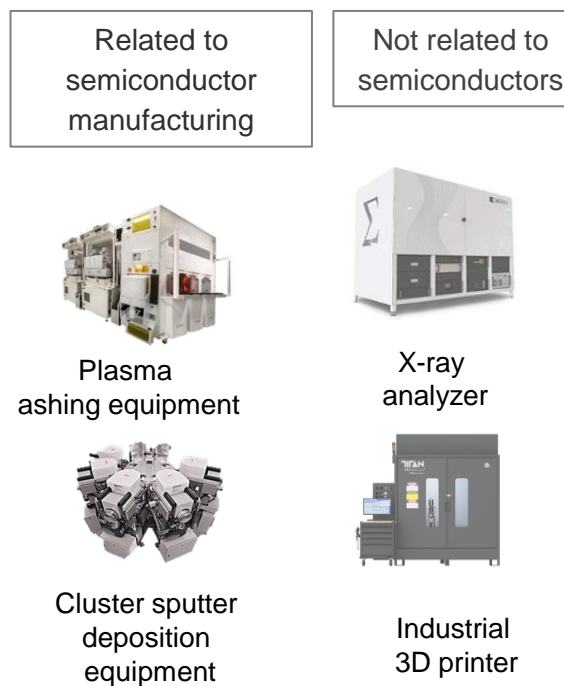 Related to
semiconductor
manufacturing
Not related to
semiconductors
Plasma
ashing equipment
X-ray
analyzer
TITAN
Cluster sputter
deposition
equipment
Industrial
3D printer